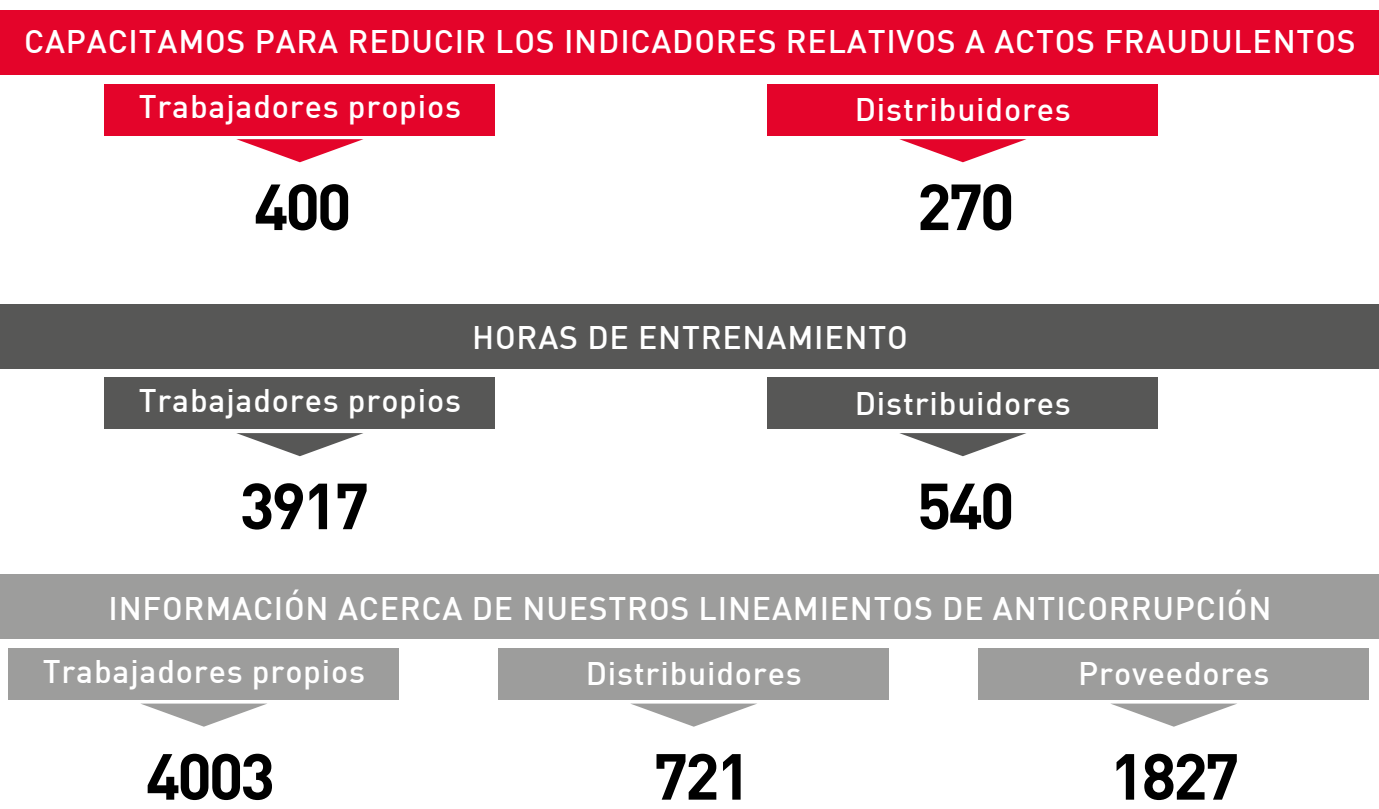 CAPACITAMOS PARA REDUCIR LOS INDICADORES RELATIVOS A ACTOS FRAUDULENTOS
Trabajadores propios
Distribuidores
400
270
HORAS DE ENTRENAMIENTO
Trabajadores propios
Distribuidores
3917
540
INFORMACIÓN ACERCA DE NUESTROS LINEAMIENTOS DE ANTICORRUPCIÓN
Trabajadores propios
Distribuidores
Proveedores
4003
721
1827